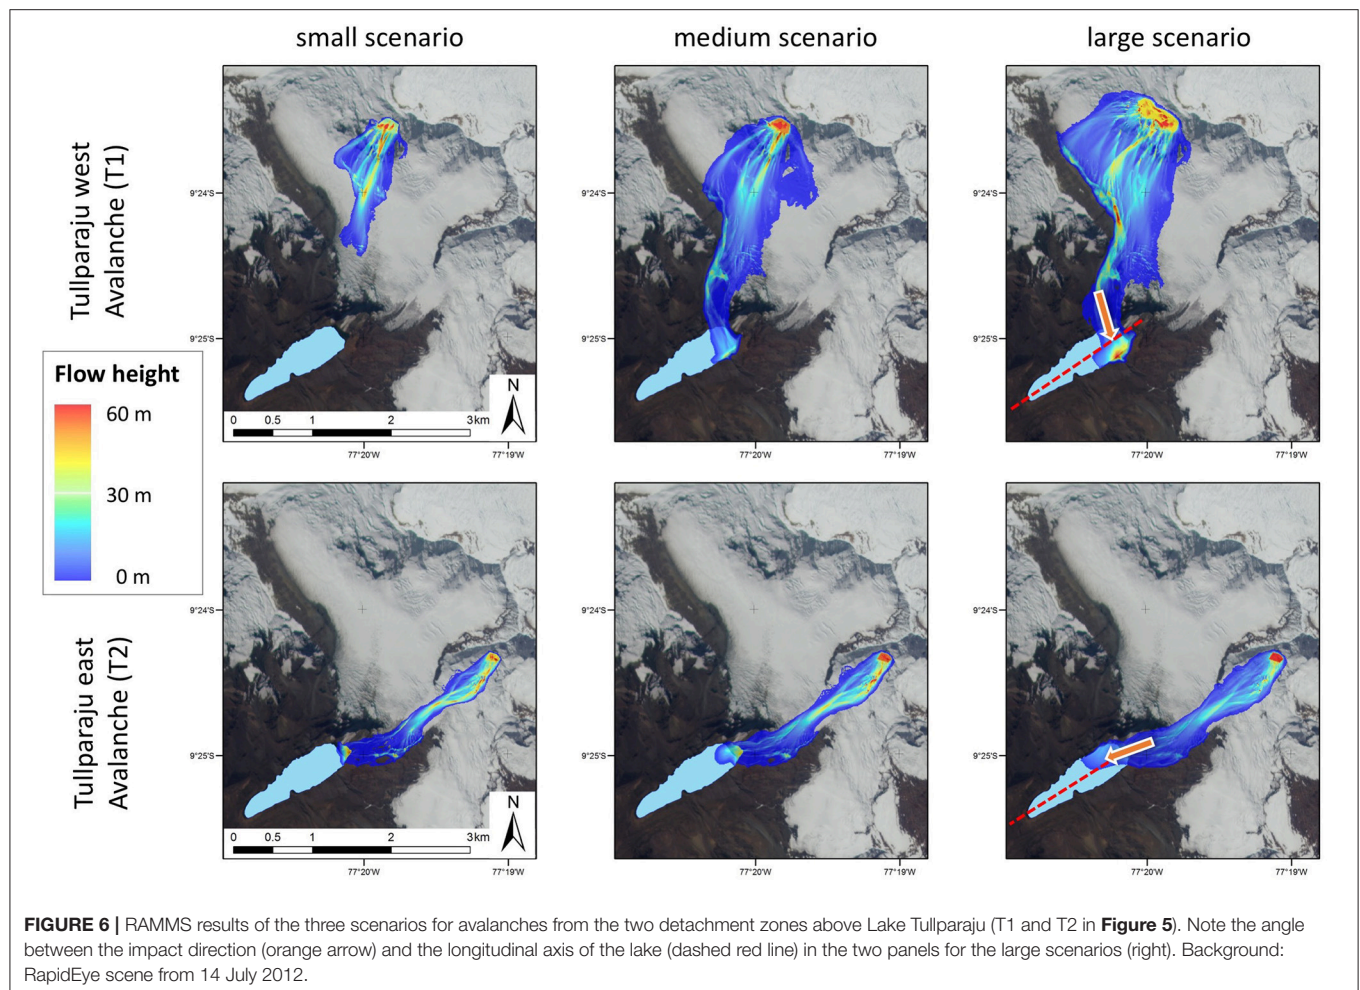 small scenario
medium scenario
large scenario
Tullparaju west
Avalanche (T1)
9°24'S
9°25'S
0 0.5 1 2 3km
N
77°20'W
77°19'W
9°24'S
9°25'S
77°20'W
77°19'W
9°24'S
9°25'S
77°20'W
77°19'W
Flow height
60 m
30 m
0 m
Tullparaju east
Avalanche (T2)
9°24'S
9°25'S
0 0.5 1 2 3km
N
77°20'W
77°19'W
9°24'S
9°25'S
77°20'W
77°19'W
9°24'S
9°25'S
77°20'W
77°19'W
FIGURE 6 | RAMMS results of the three scenarios for avalanches from the two detachment zones above Lake Tullparaju (T1 and T2 in Figure 5). Note the angle
between the impact direction (orange arrow) and the longitudinal axis of the lake (dashed red line) in the two panels for the large scenarios (right). Background:
RapidEye scene from 14 July 2012.